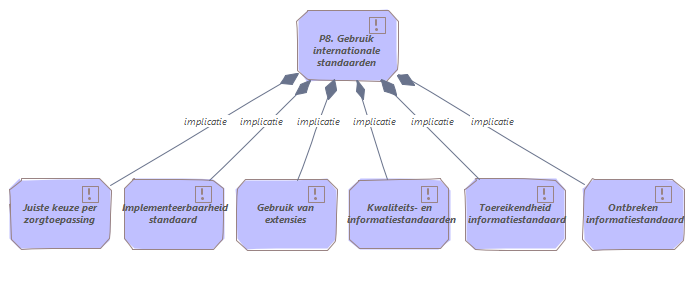 P8. Gebruik
internationale
standaarden
implicatie
implicatie
implicatie
implicatie
implicatie
implicatie
Juiste keuze per
zorgtoepassing
Implementeerbaarheid
standaard
Gebruik van
extensies
Kwaliteits- en
informatiestandaarden
Toereikendheid
informatiestandaard
Ontbreken
informatiestandaard